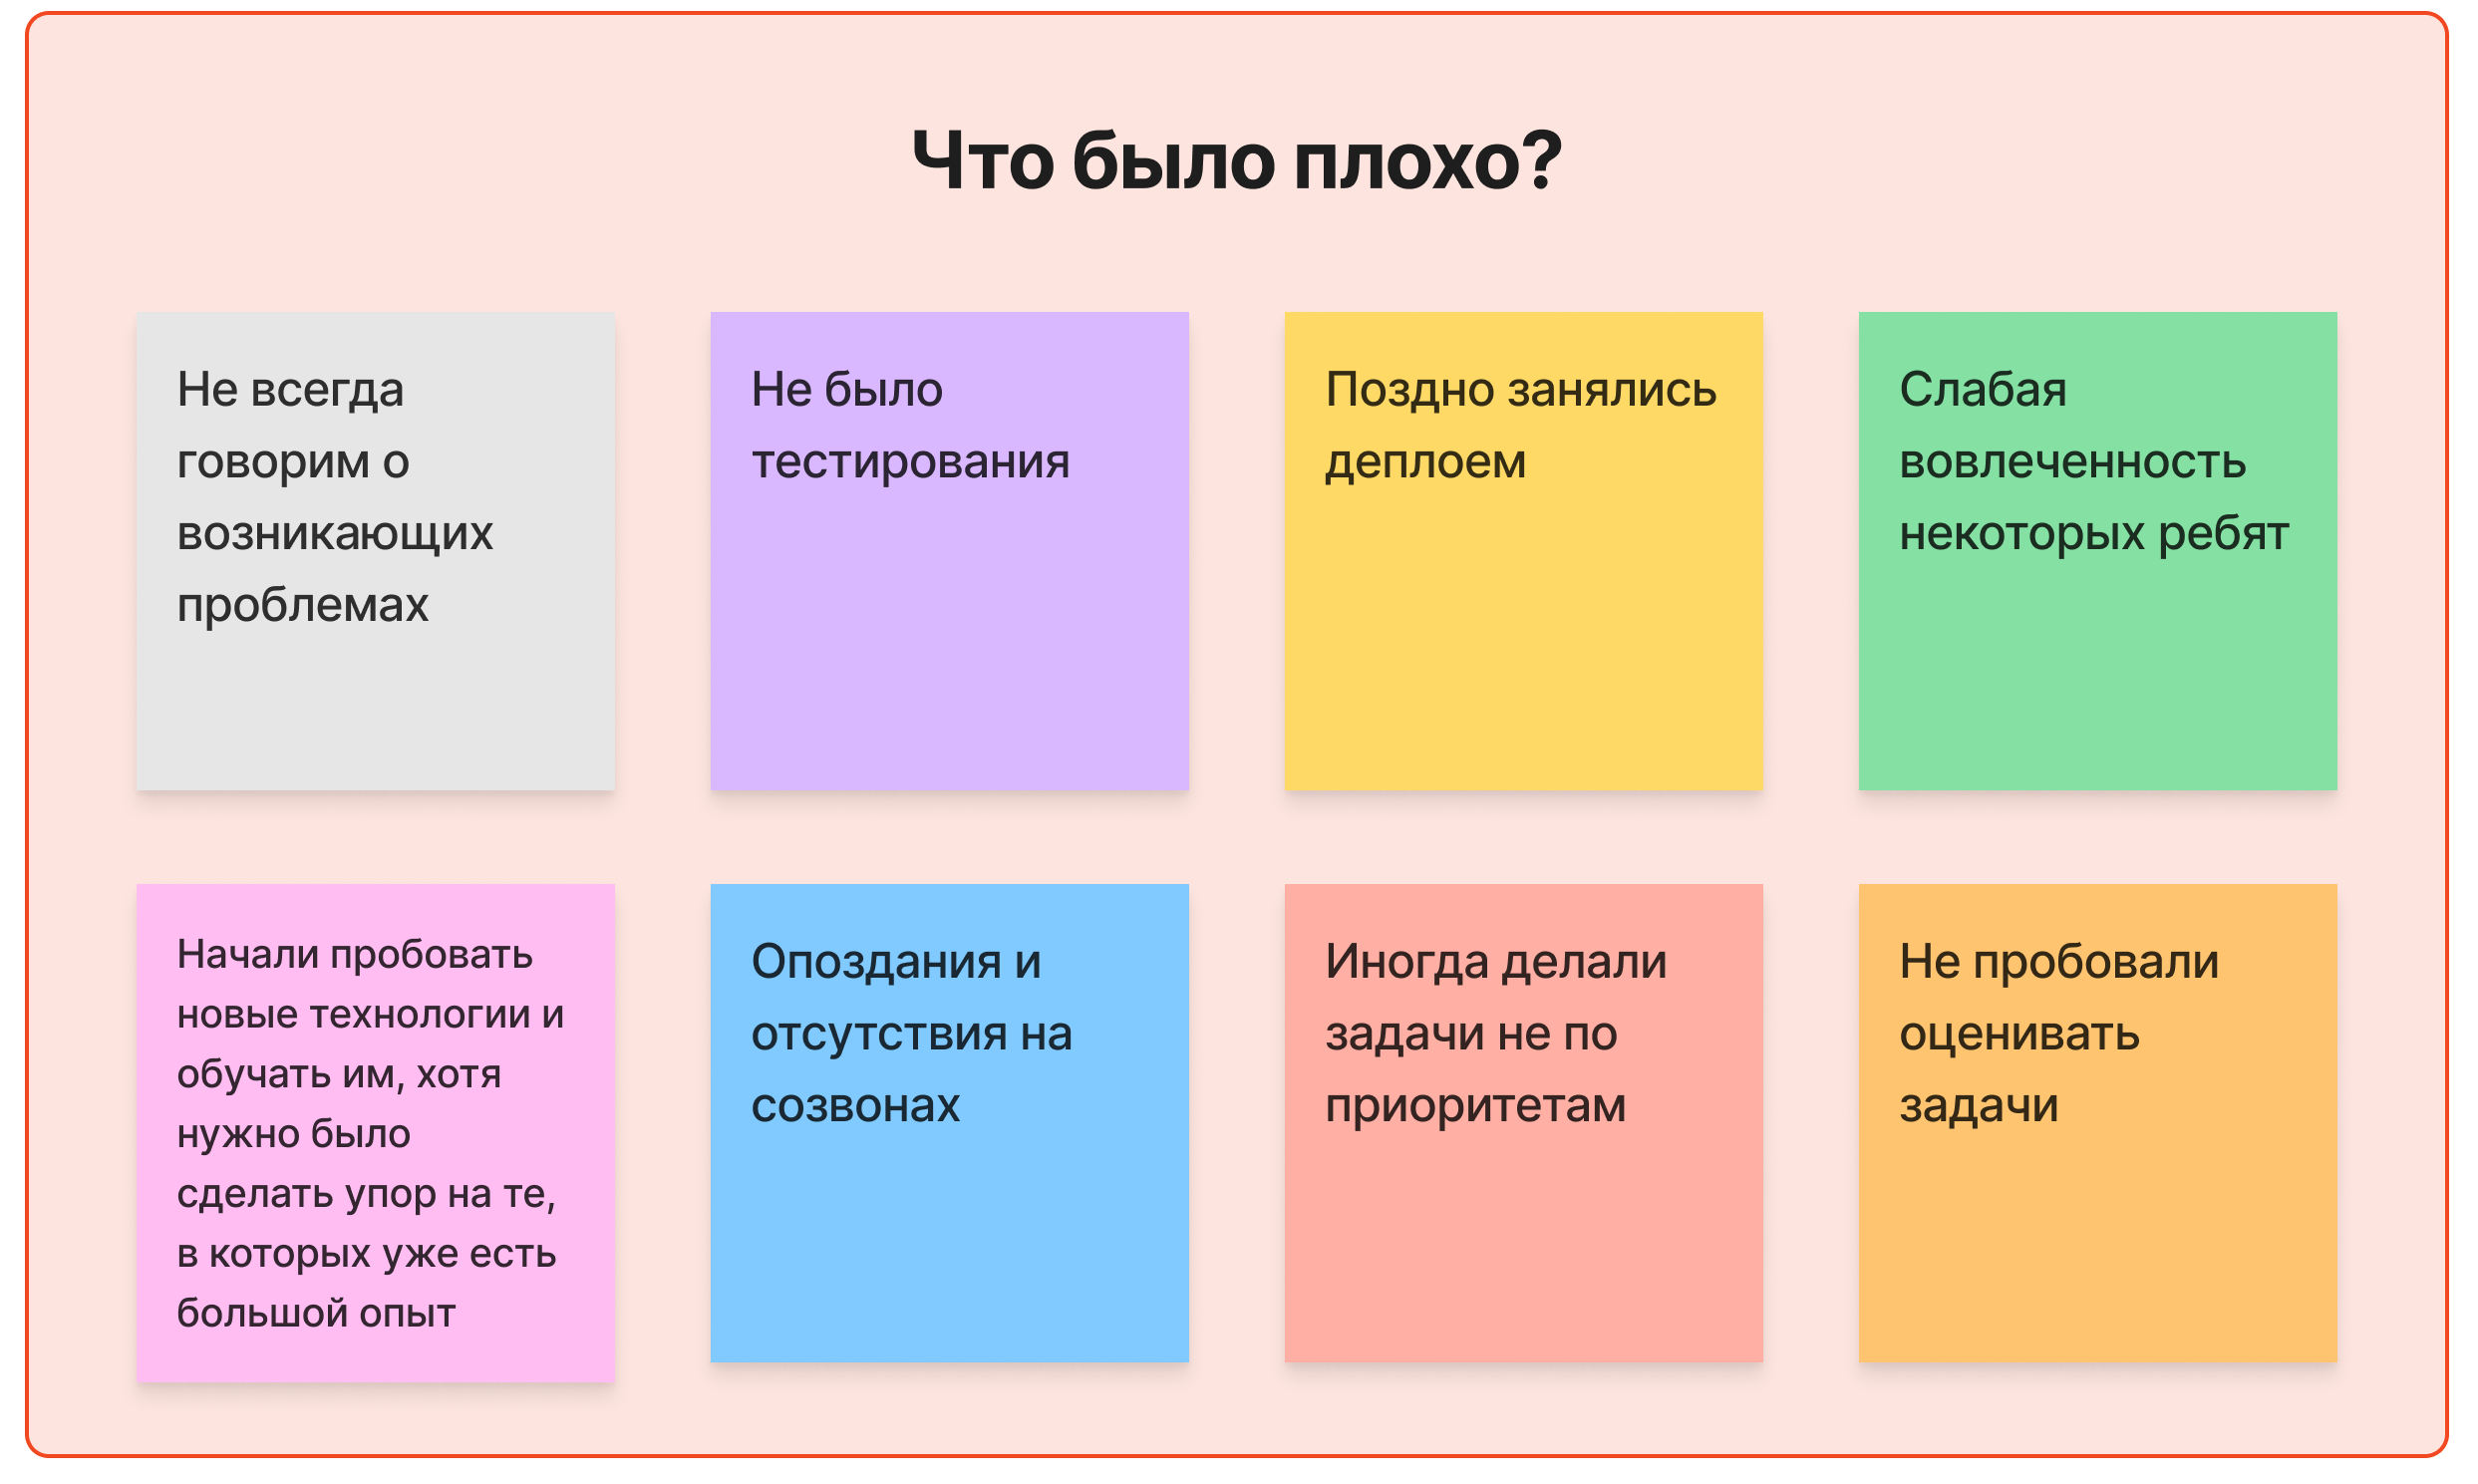 Что было плохо?
Не всегда
говорим о
возникающих
проблемах
Не было
тестирования
Поздно занялись
деплоем
Слабая
вовлеченность
некоторых ребят
Начали пробовать
новые технологии и
обучать им, хотя
нужно было
сделать упор на те,
в которых уже есть
большой опыт
Опоздания и
отсутствия на
созвонах
Иногда делали
задачи не по
приоритетам
Не пробовали
оценивать
задачи